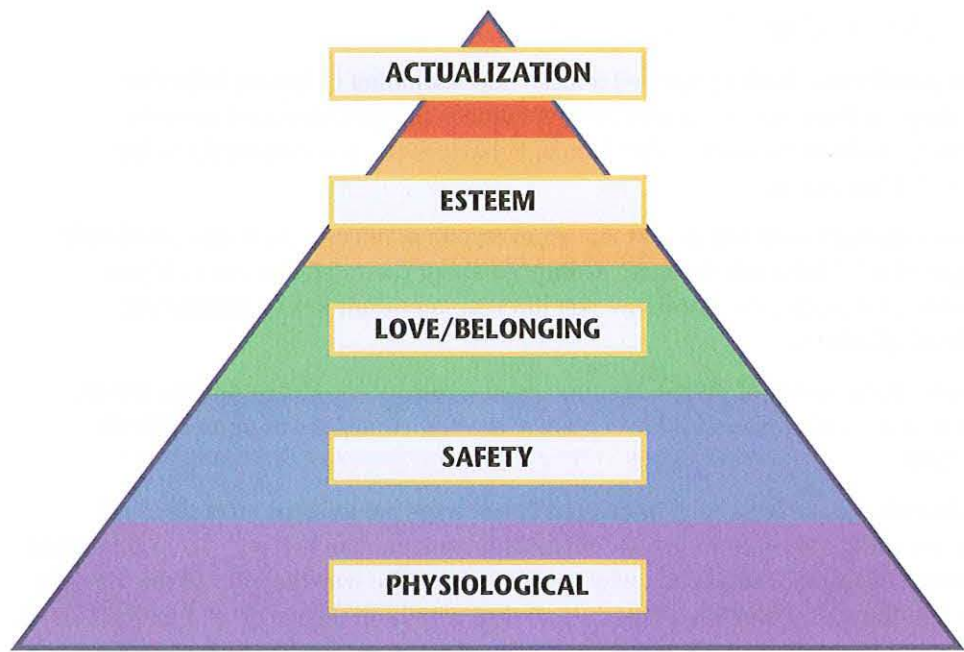 ACTUALIZATION
ESTEEM
LOVE/BELONGING
SAFETY
PHYSIOLOGICAL